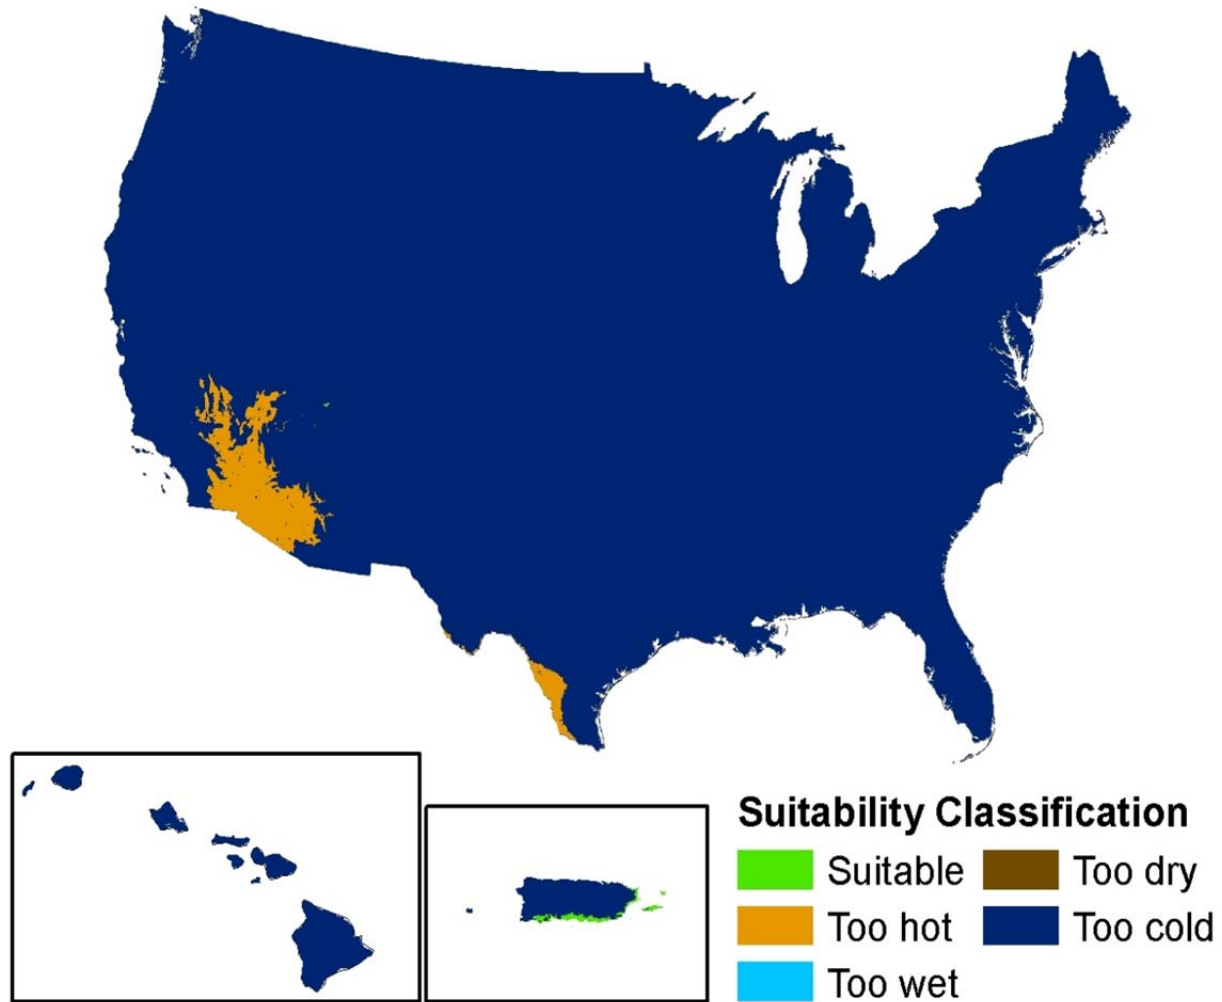 Suitability Classification
Suitable
Too dry
Too hot
Too cold
Too wet